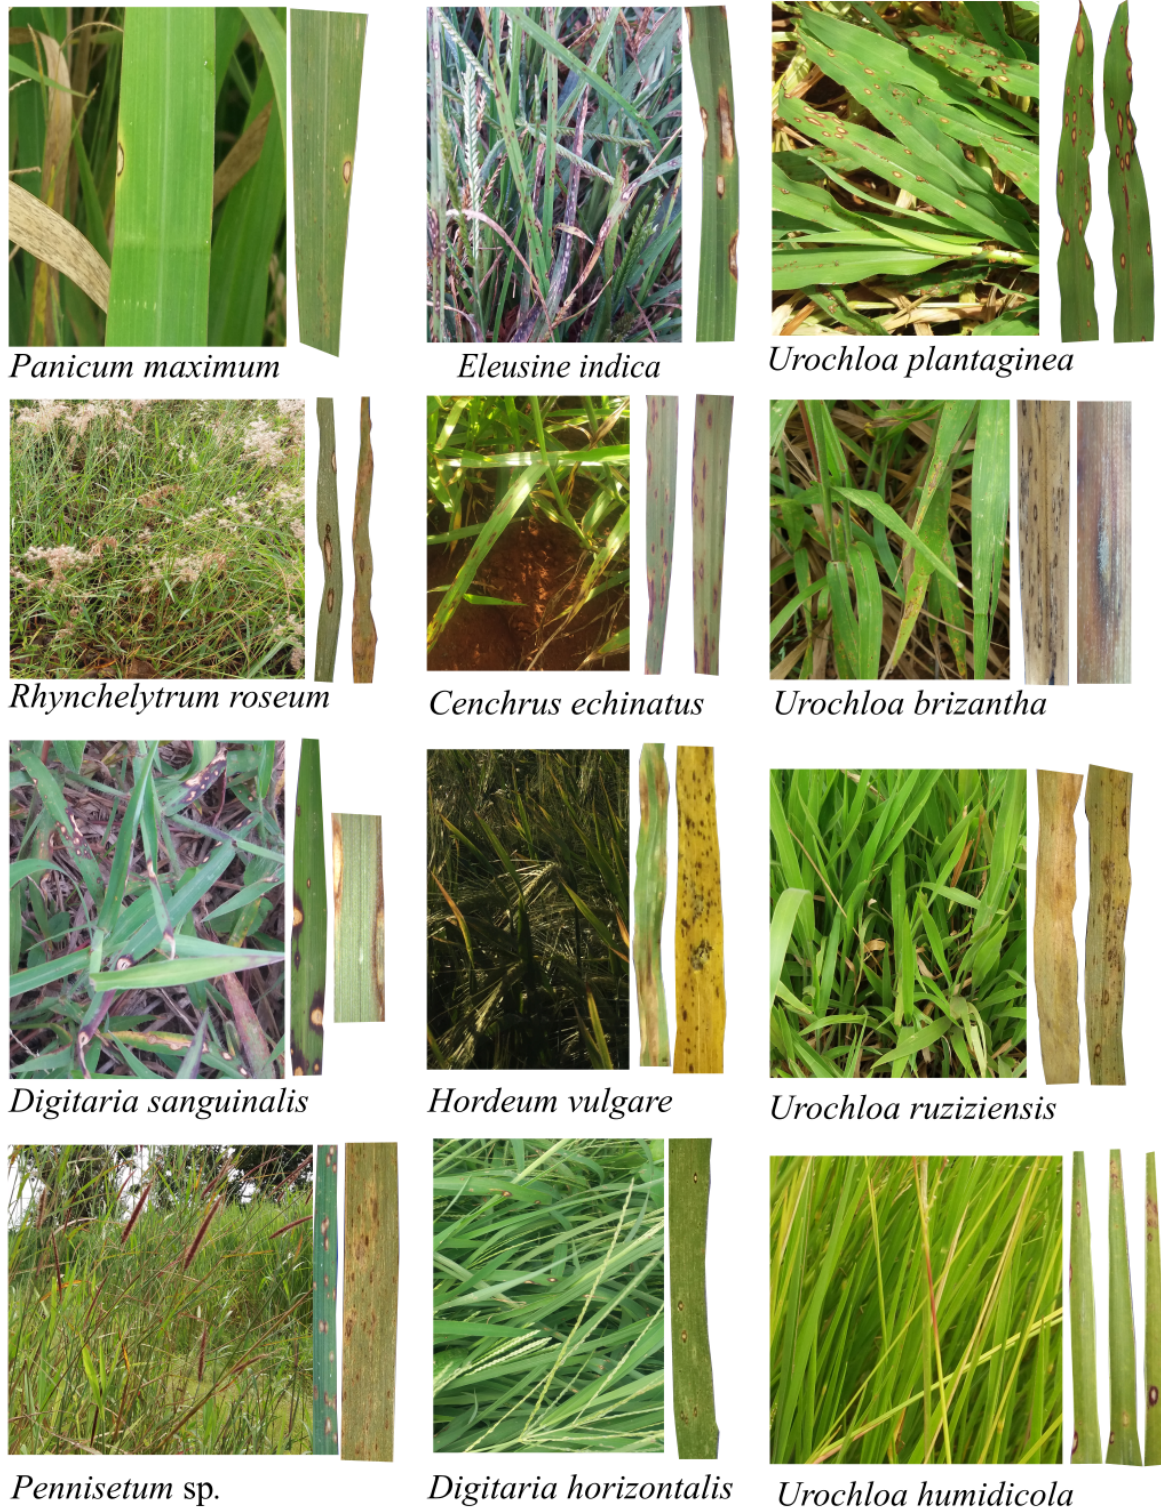 Panicum maximum
Eleusine indica
Urochloa plantaginea
Rhynchelytrum roseum
Cenchrus echinatus
Urochloa brizantha
Digitaria sanguinalis
Hordeum vulgare
Urochloa ruziziensis
Pennisetum sp.
Digitaria horizontalis
Urochloa humidicola